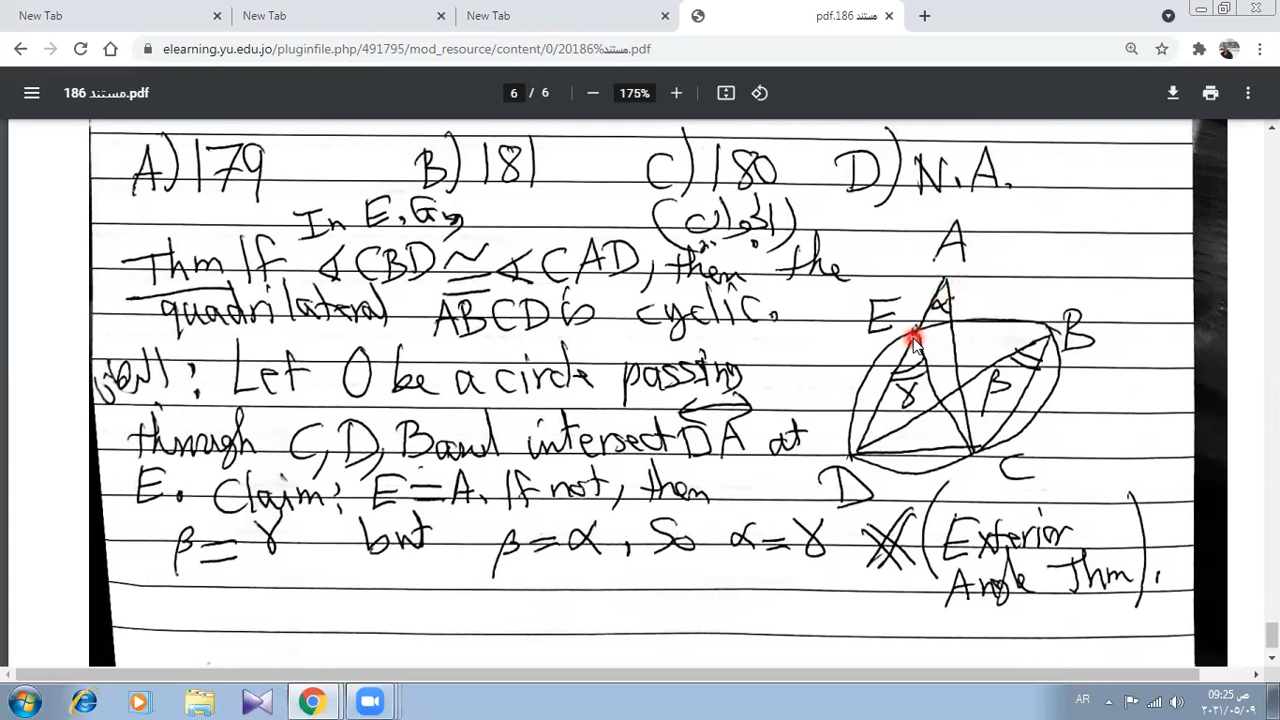 New Tab
New Tab
New Tab
مستند 186.pdf
elearning.yu.edu.jo/pluginfile.php/491795/mod_resource/content/0/20186%مستند.pdf
مستند 186.pdf
6 / 6
175%
A) 179 B) 181 C) 180 D) N.A.
In E.G,
Thm If ∢CBD ≅ ∢CAD, then the
quadrilateral ABCD is cyclic.
: Let O be a circle passing
through C, D, B and intersect DA at
E. Claim: E = A. If not, then
β = γ but β = α, So α = γ (Exterior
Angle Thm).
A
E
α
B
γ
β
D
C
AR
09:25 ص
٢٠٢١/٠٥/٠٩